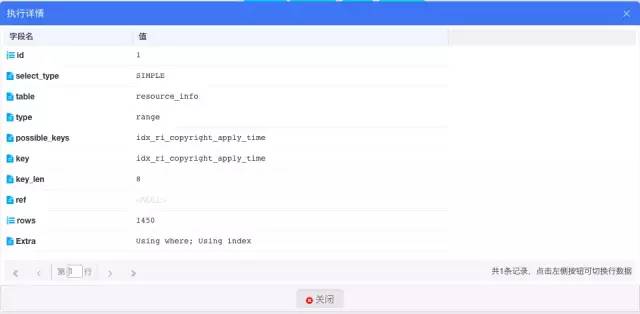 执行详情
字段名 值
id 1
select_type SIMPLE
table resource_info
type range
possible_keys idx_ri_copyright_apply_time
key idx_ri_copyright_apply_time
key_len 8
ref <NULL>
rows 1450
Extra Using where; Using index
第 1 行 共1条记录，点击左侧按钮可切换行数据
关闭